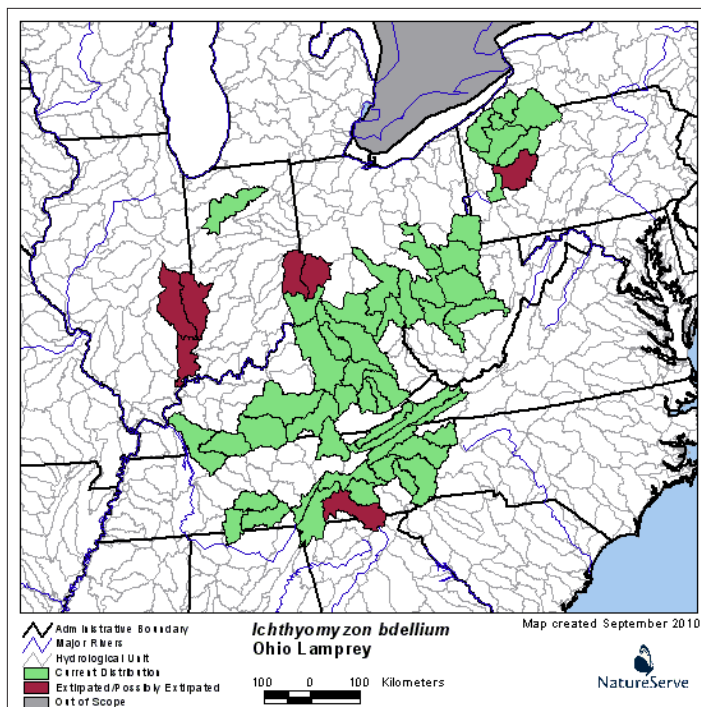 Administrative Boundary
Major Rivers
Hydrological Unit
Current Distribution
Extirpated/Possibly Extirpated
Out of Scope
Ichthyomyzon bdellium
Ohio Lamprey
100 0 100 Kilometers
Map created September 2010
NatureServe